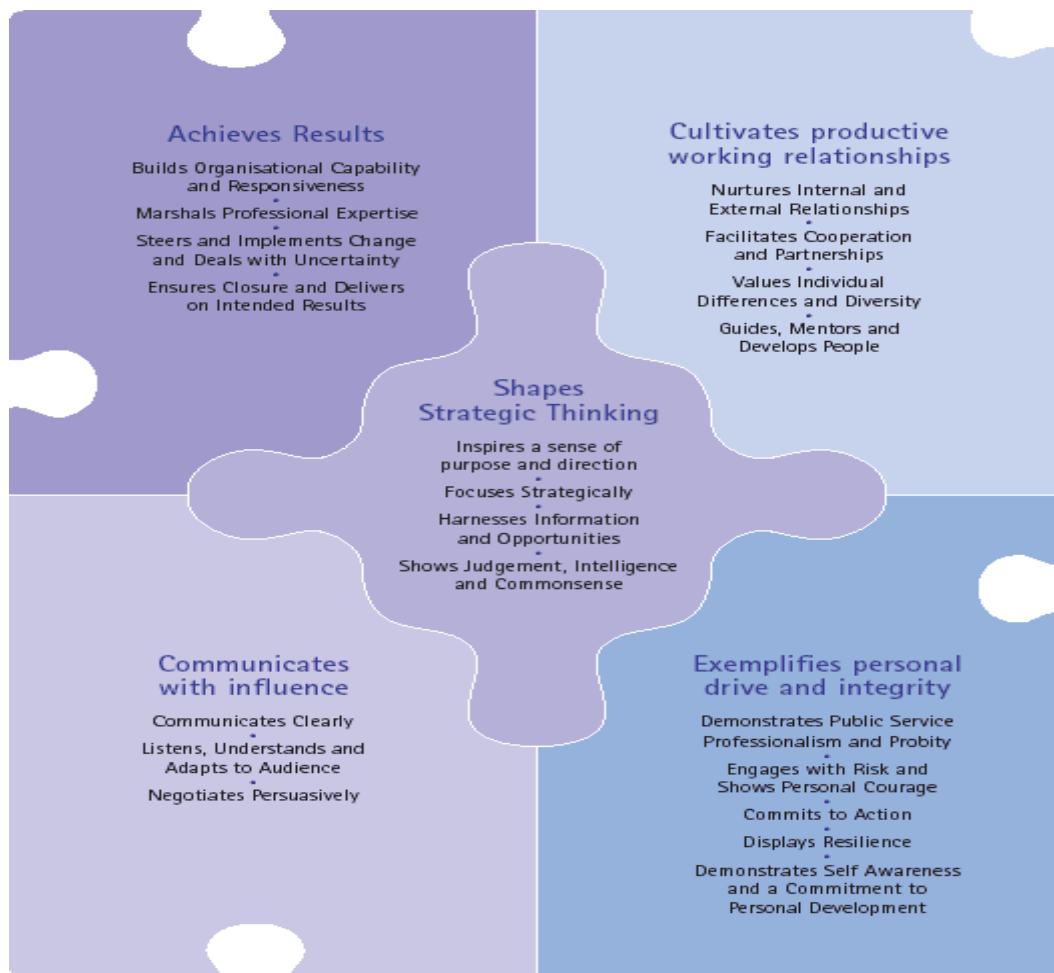 Achieves Results
Builds Organisational Capability
and Responsiveness
Marshals Professional Expertise
Steers and Implements Change
and Deals with Uncertainty
Ensures Closure and Delivers
on Intended Results
Cultivates productive
working relationships
Nurtures Internal and
External Relationships
Facilitates Cooperation
and Partnerships
Values Individual
Differences and Diversity
Guides, Mentors and
Develops People
Shapes
Strategic Thinking
Inspires a sense of
purpose and direction
Focuses Strategically
Harnesses Information
and Opportunities
Shows Judgement, Intelligence
and Commonsense
Communicates
with influence
Communicates Clearly
Listens, Understands and
Adapts to Audience
Negotiates Persuasively
Exemplifies personal
drive and integrity
Demonstrates Public Service
Professionalism and Probity
Engages with Risk and
Shows Personal Courage
Commits to Action
Displays Resilience
Demonstrates Self Awareness
and a Commitment to
Personal Development